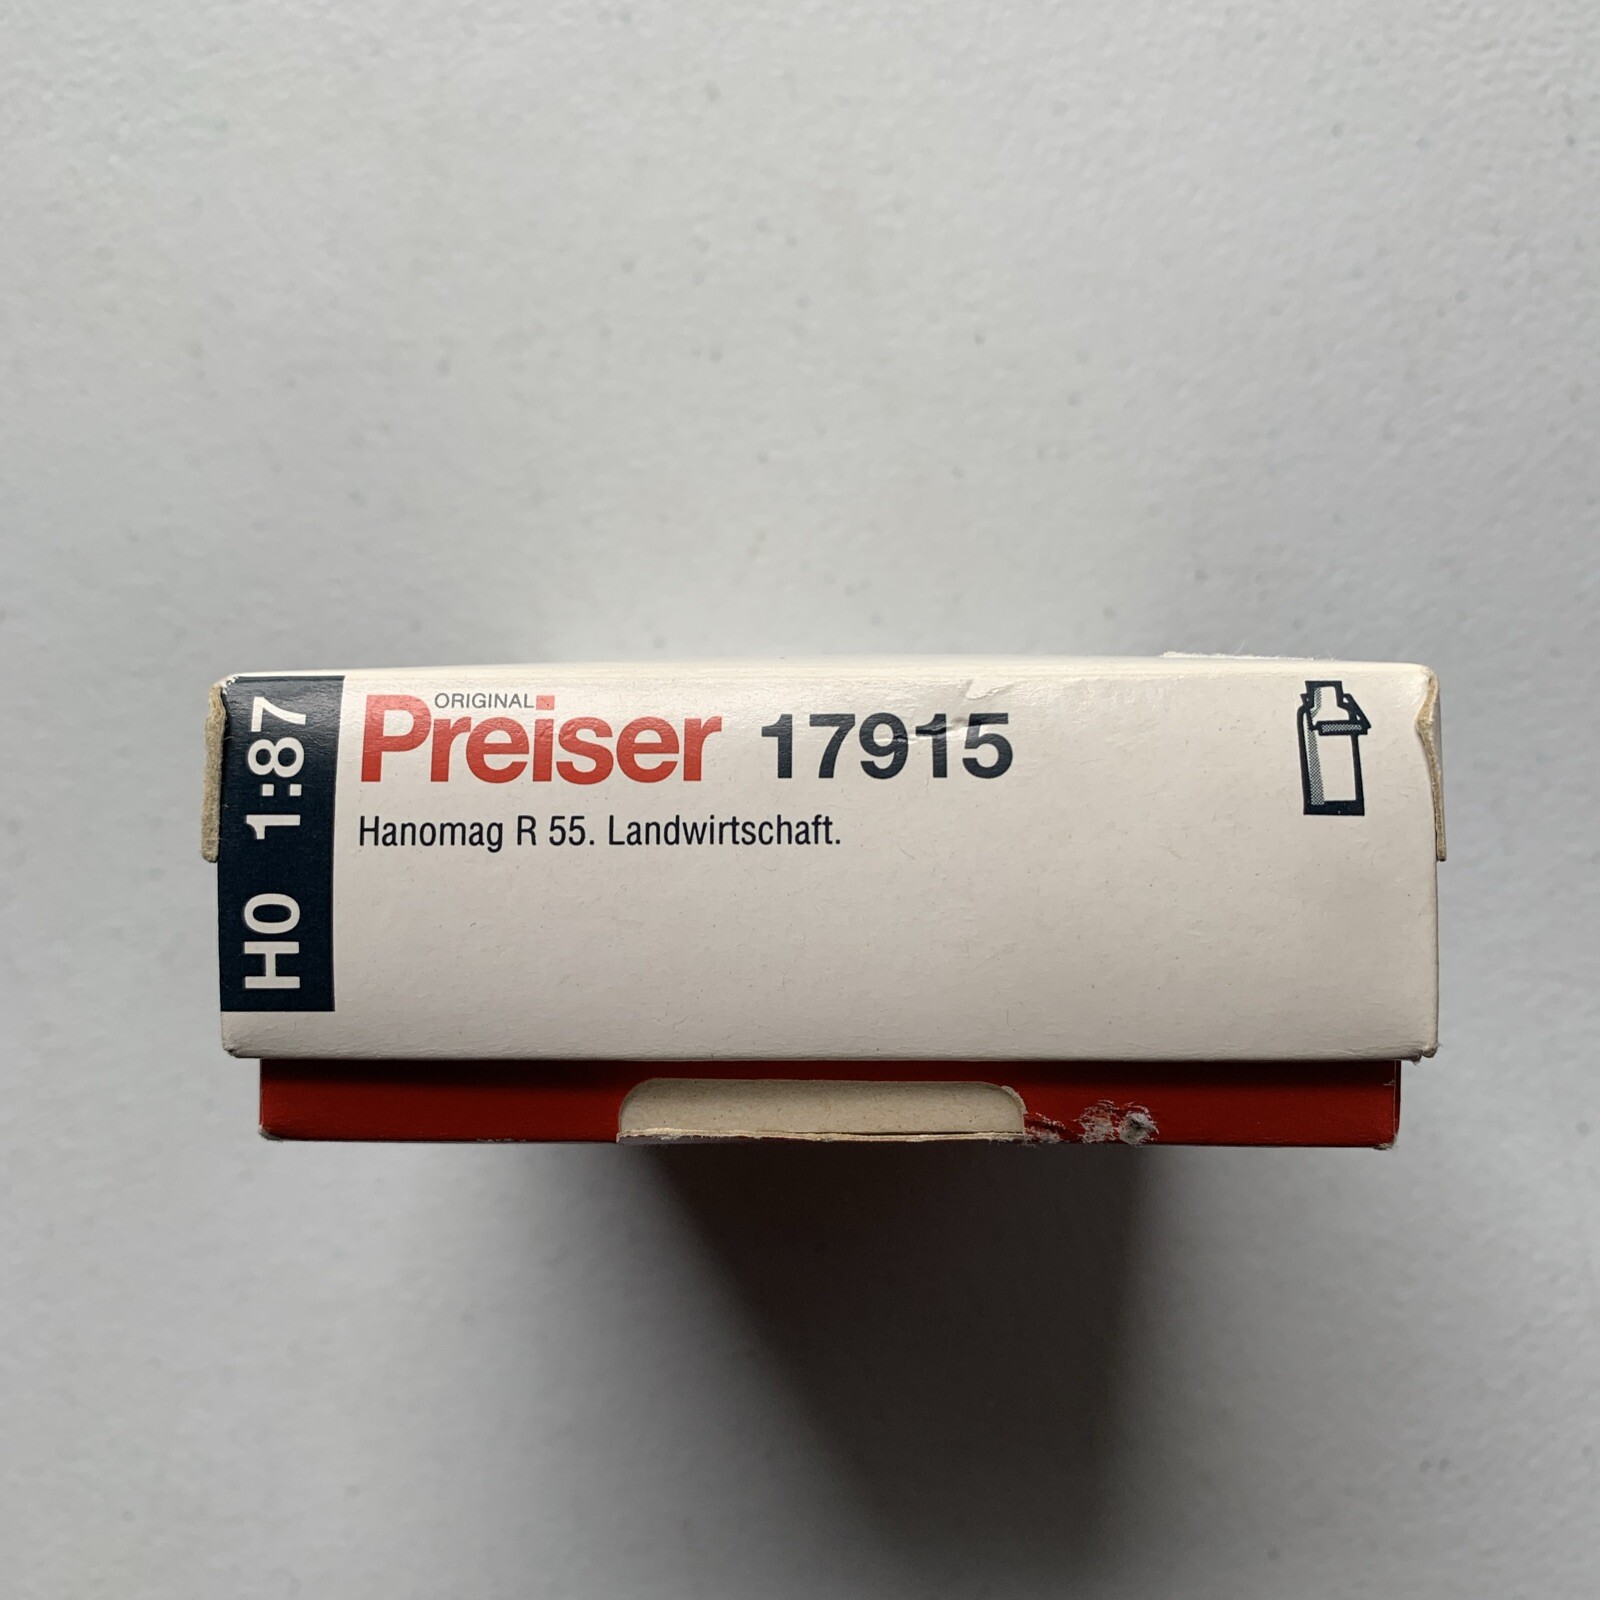 H0 1:87
ORIGINAL
Preiser 17915
Hanomag R 55. Landwirtschaft.